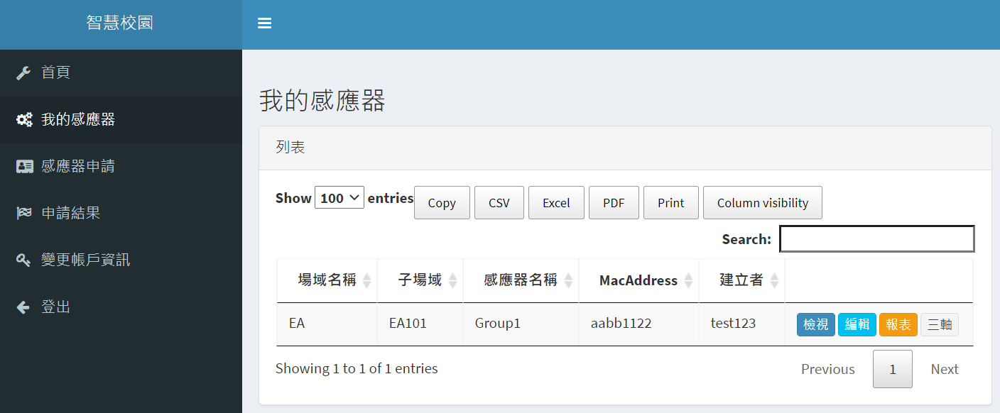 智慧校園
首頁
我的感應器
感應器申請
申請結果
變更帳戶資訊
登出
我的感應器
列表
Show 100 entries Copy CSV Excel PDF Print Column visibility
Search:
場域名稱 子場域 感應器名稱 MacAddress 建立者
EA EA101 Group1 aabb1122 test123 檢視 編輯 報表 三軸
Showing 1 to 1 of 1 entries Previous 1 Next